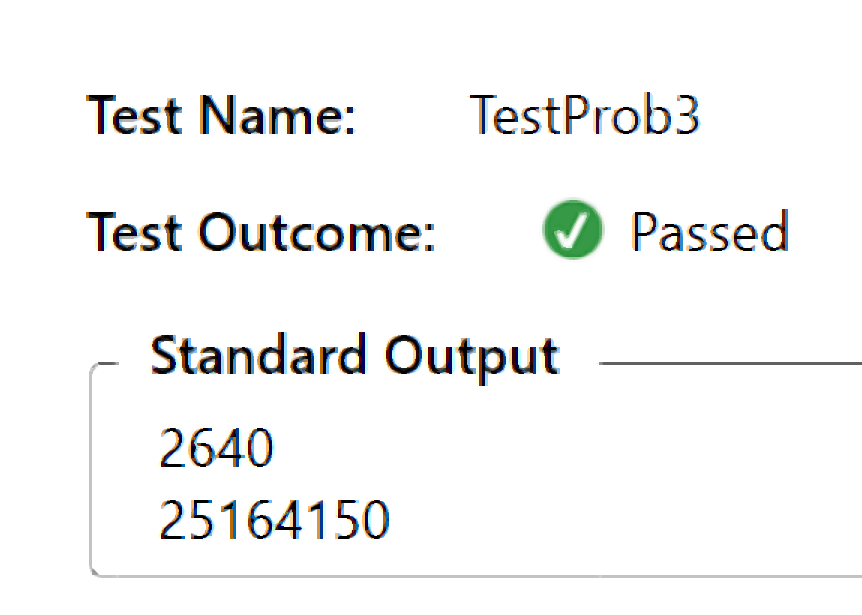 Test Name: TestProb3
Test Outcome: Passed
Standard Output
2640
25164150